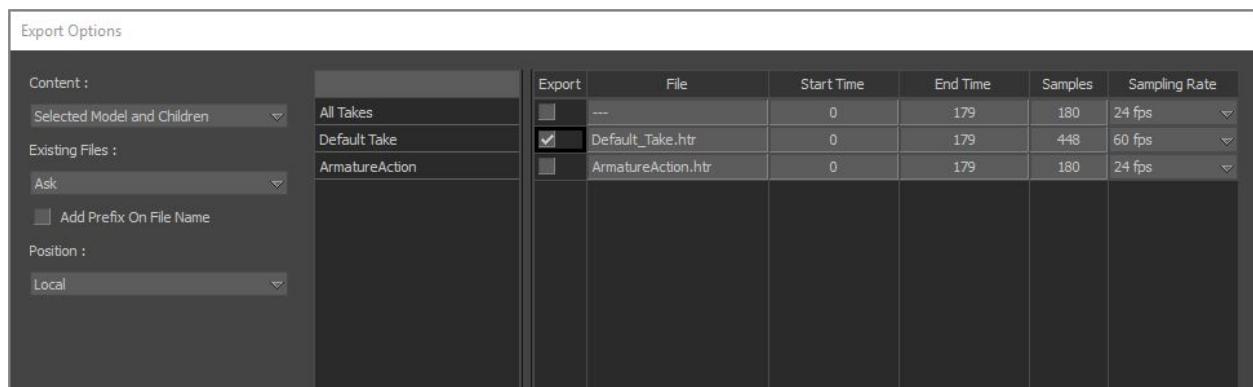 Export Options
Content :
Selected Model and Children
Existing Files :
Ask
Add Prefix On File Name
Position :
Local
All Takes
Default Take
ArmatureAction
Export File Start Time End Time Samples Sampling Rate
--- 0 179 180 24 fps
Default_Take.htr 0 179 448 60 fps
ArmatureAction.htr 0 179 180 24 fps